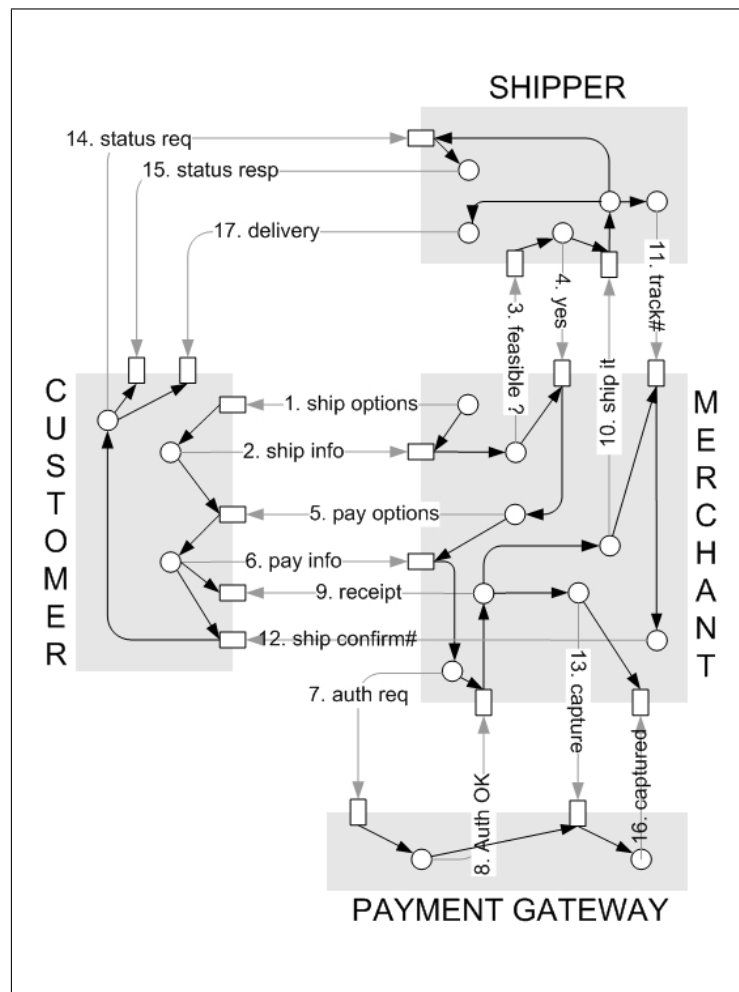 SHIPPER
14. status req
15. status resp
17. delivery
3. feasible ?
4. yes
10. ship it
11. track#
CUSTOMER
1. ship options
2. ship info
5. pay options
6. pay info
9. receipt
12. ship confirm#
MERCHANT
7. auth req
8. Auth OK
13. capture
16. captured
PAYMENT GATEWAY